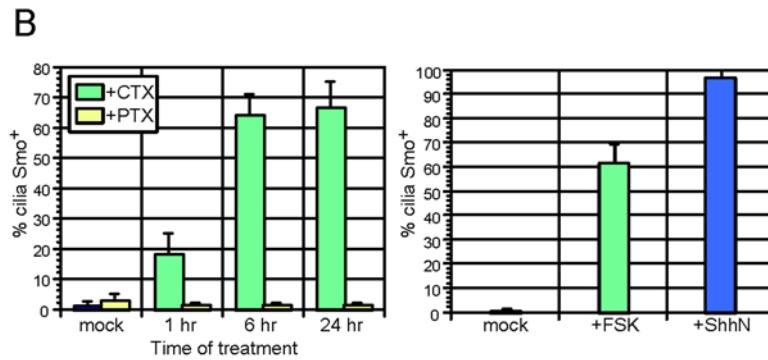 B
80
70
60
50
40
30
20
10
0
% cilia Smo+
+CTX
+PTX
mock 1 hr 6 hr 24 hr
Time of treatment
100
90
80
70
60
50
40
30
20
10
0
% cilia Smo+
mock +FSK +ShhN